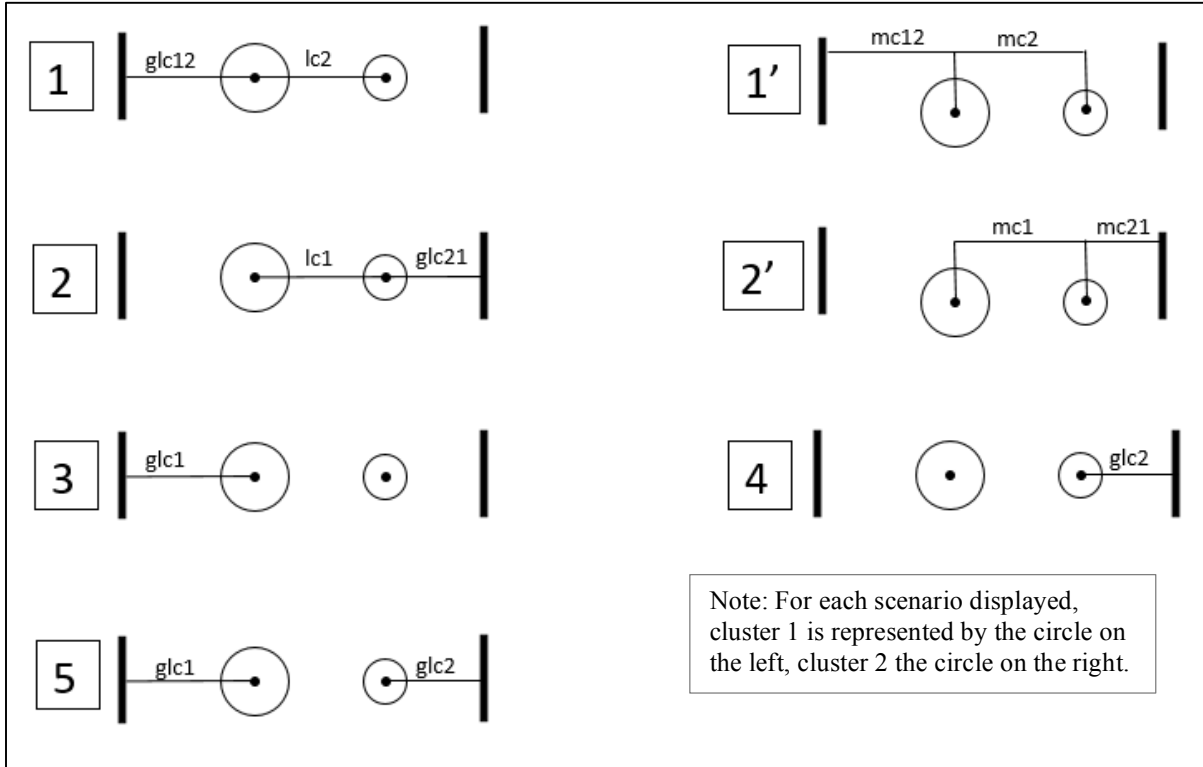 1
glc12
lc2
1’
mc12
mc2
2
lc1
glc21
2’
mc1
mc21
3
glc1
4
glc2
5
glc1
glc2
Note: For each scenario displayed,
cluster 1 is represented by the circle on
the left, cluster 2 the circle on the right.